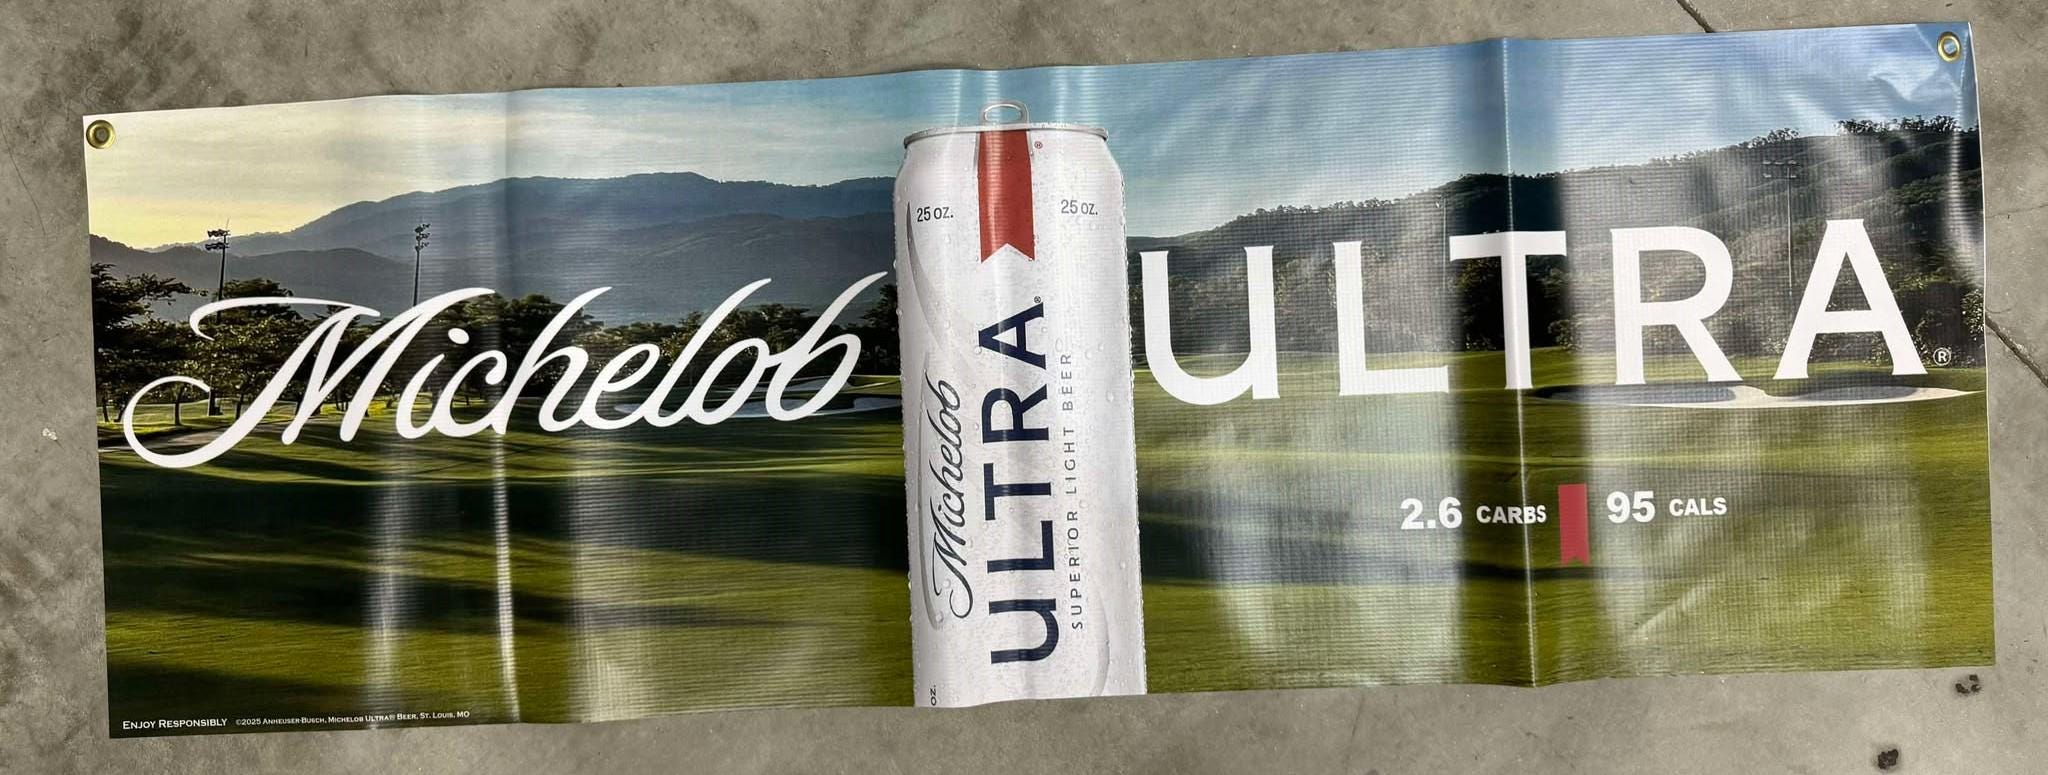 Michelob ULTRA®
25 OZ. 25 OZ.
®
Michelob
ULTRA®
SUPERIOR LIGHT BEER
2.6 CARBS 95 CALS
OZ.
ENJOY RESPONSIBLY ©2025 ANHEUSER-BUSCH, MICHELOB ULTRA® BEER, ST. LOUIS, MO